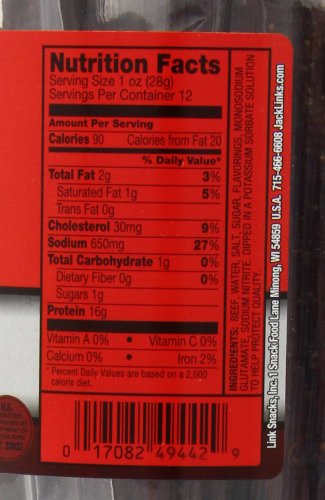 Nutrition Facts
Serving Size 1 oz (28g)
Servings Per Container 12
Amount Per Serving
Calories 90 Calories from Fat 20
% Daily Value*
Total Fat 2g 3%
Saturated Fat 1g 5%
Trans Fat 0g
Cholesterol 30mg 9%
Sodium 650mg 27%
Total Carbohydrate 1g 0%
Dietary Fiber 0g 0%
Sugars 1g
Protein 16g
Vitamin A 0% • Vitamin C 0%
Calcium 0% • Iron 2%
* Percent Daily Values are based on a 2,000
calorie diet.
0 17082 49442 9
INGREDIENTS: BEEF, WATER, SALT, SUGAR, FLAVORINGS, MONOSODIUM
GLUTAMATE, SODIUM NITRITE. DIPPED IN A POTASSIUM SORBATE SOLUTION
TO HELP PROTECT QUALITY.
Link Snacks, Inc. 1 Snack Food Lane Minong, WI 54859 U.S.A. 715-466-6608 JackLinks.com
U.S.